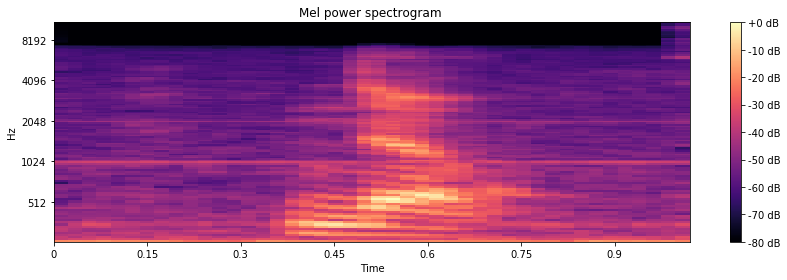 Mel power spectrogram
8192
4096
2048
1024
512
Hz
0
0.15
0.3
0.45
0.6
0.75
0.9
Time
+0 dB
-10 dB
-20 dB
-30 dB
-40 dB
-50 dB
-60 dB
-70 dB
-80 dB